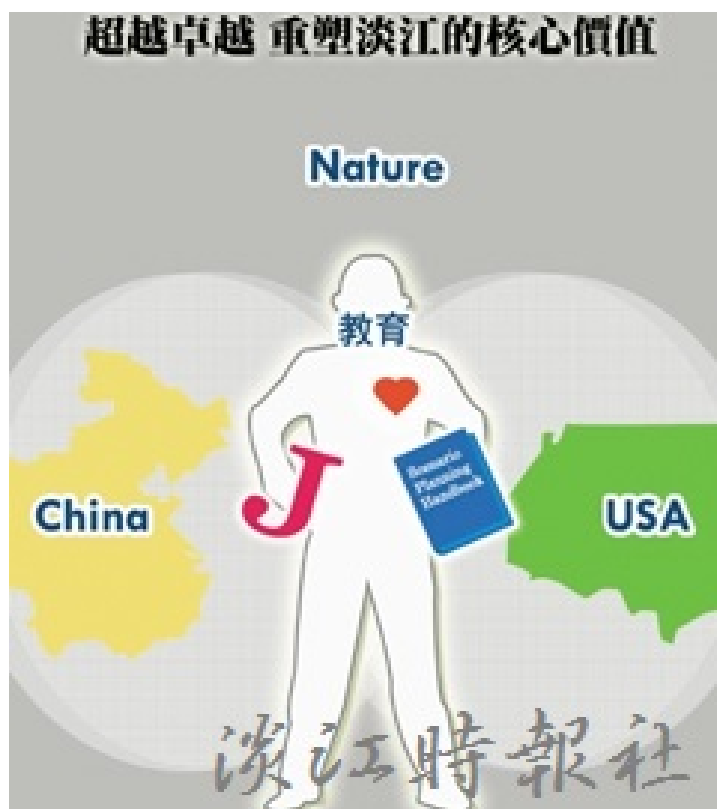 超越卓越 重塑淡江的核心價值
Nature
教育
Scenario
Planning
Handbook
J
China
USA
淡江時報社